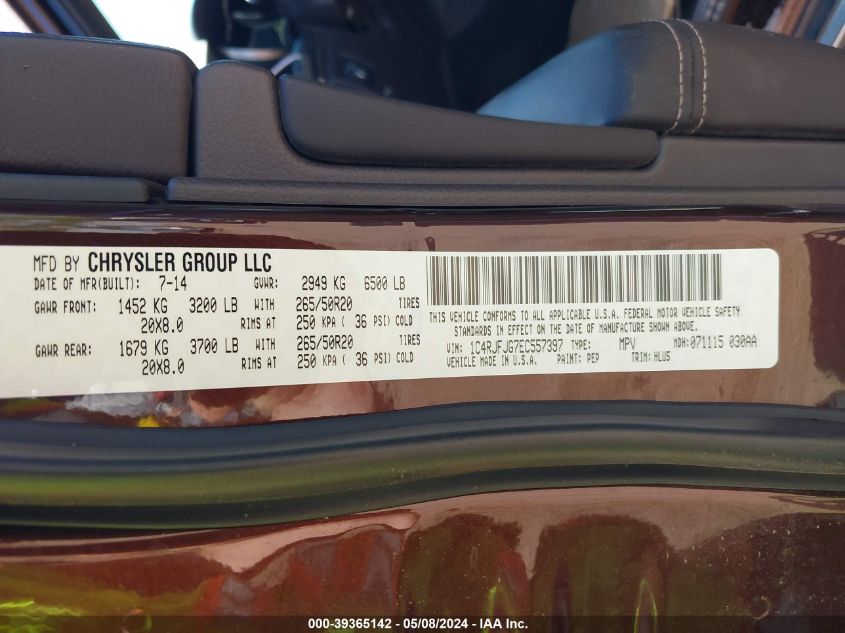 MFD BY CHRYSLER GROUP LLC
DATE OF MFR(BUILT): 7-14 GVWR: 2949 KG 6500 LB
GAWR FRONT: 1452 KG 3200 LB WITH 265/50R20 TIRES
20X8.0 RIMS AT 250 KPA ( 36 PSI) COLD
GAWR REAR: 1679 KG 3700 LB WITH 265/50R20 TIRES
20X8.0 RIMS AT 250 KPA ( 36 PSI) COLD
THIS VEHICLE CONFORMS TO ALL APPLICABLE U.S.A. FEDERAL MOTOR VEHICLE SAFETY
STANDARDS IN EFFECT ON THE DATE OF MANUFACTURE SHOWN ABOVE.
VIN: 1C4RJFJG7EC557397 TYPE: MPV MDH: 071115 030AA
VEHICLE MADE IN U.S.A. PAINT: PEP TRIM: HLU5
000-39365142 - 05/08/2024 - IAA Inc.